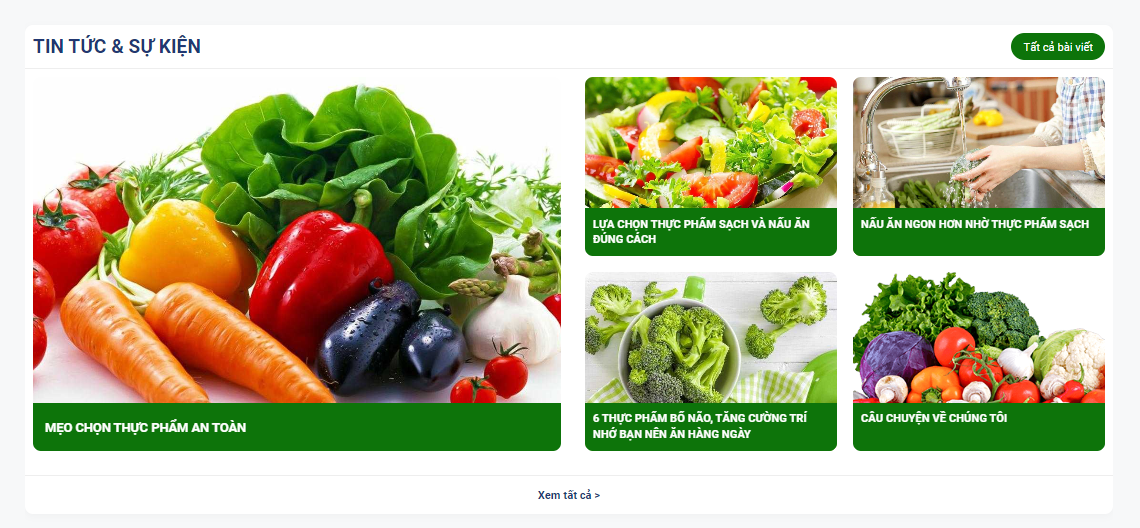 TIN TỨC & SỰ KIỆN
Tất cả bài viết
MẸO CHỌN THỰC PHẨM AN TOÀN
LỰA CHỌN THỰC PHẨM SẠCH VÀ NẤU ĂN
ĐÚNG CÁCH
NẤU ĂN NGON HƠN NHỜ THỰC PHẨM SẠCH
6 THỰC PHẨM BỔ NÃO, TĂNG CƯỜNG TRÍ
NHỚ BẠN NÊN ĂN HÀNG NGÀY
CÂU CHUYỆN VỀ CHÚNG TÔI
Xem tất cả >